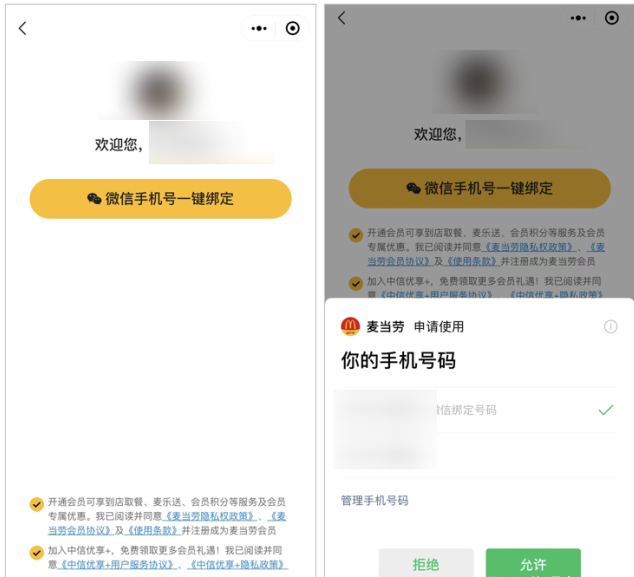 欢迎您,
微信手机号一键绑定
开通会员可享到店取餐、麦乐送、会员积分等服务及会员
专属优惠。我已阅读并同意《麦当劳隐私权政策》、《麦
当劳会员协议》及《使用条款》并注册成为麦当劳会员
加入中信优享+,免费领取更多会员礼遇!我已阅读并同
意《中信优享+用户服务协议》、《中信优享+隐私政策》
欢迎您,
微信手机号一键绑定
开通会员可享到店取餐、麦乐送、会员积分等服务及会员
专属优惠。我已阅读并同意《麦当劳隐私权政策》、《麦
当劳会员协议》及《使用条款》并注册成为麦当劳会员
加入中信优享+,免费领取更多会员礼遇!我已阅读并同
意《中信优享+用户服务协议》、《中信优享+隐私政策》
麦当劳 申请使用
你的手机号码
微信绑定号码
管理手机号码
拒绝
允许